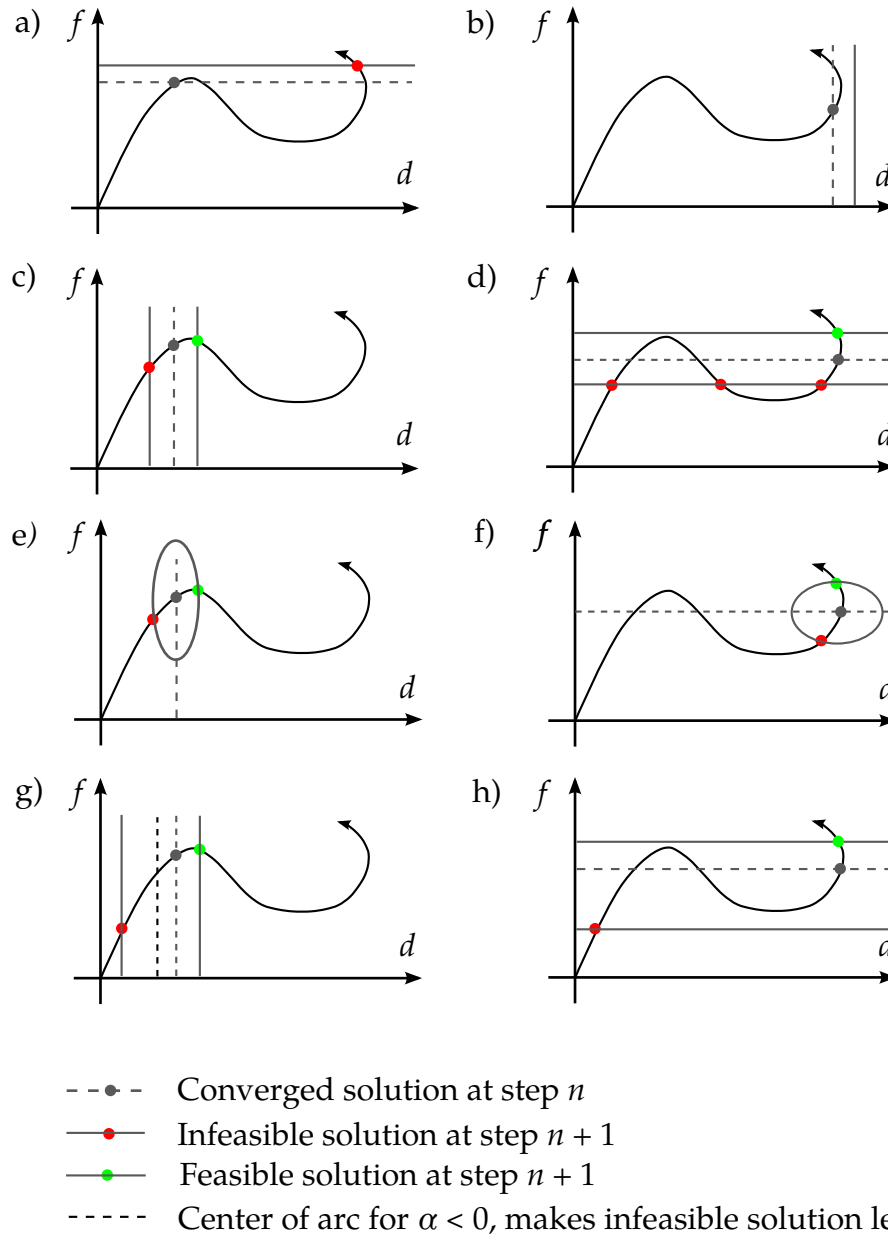 a)
f
d
b)
f
d
c)
f
d
d)
f
d
e)
f
d
f)
f
g)
f
d
h)
f
Converged solution at step n
Infeasible solution at step n + 1
Feasible solution at step n + 1
Center of arc for α < 0, makes infeasible solution le